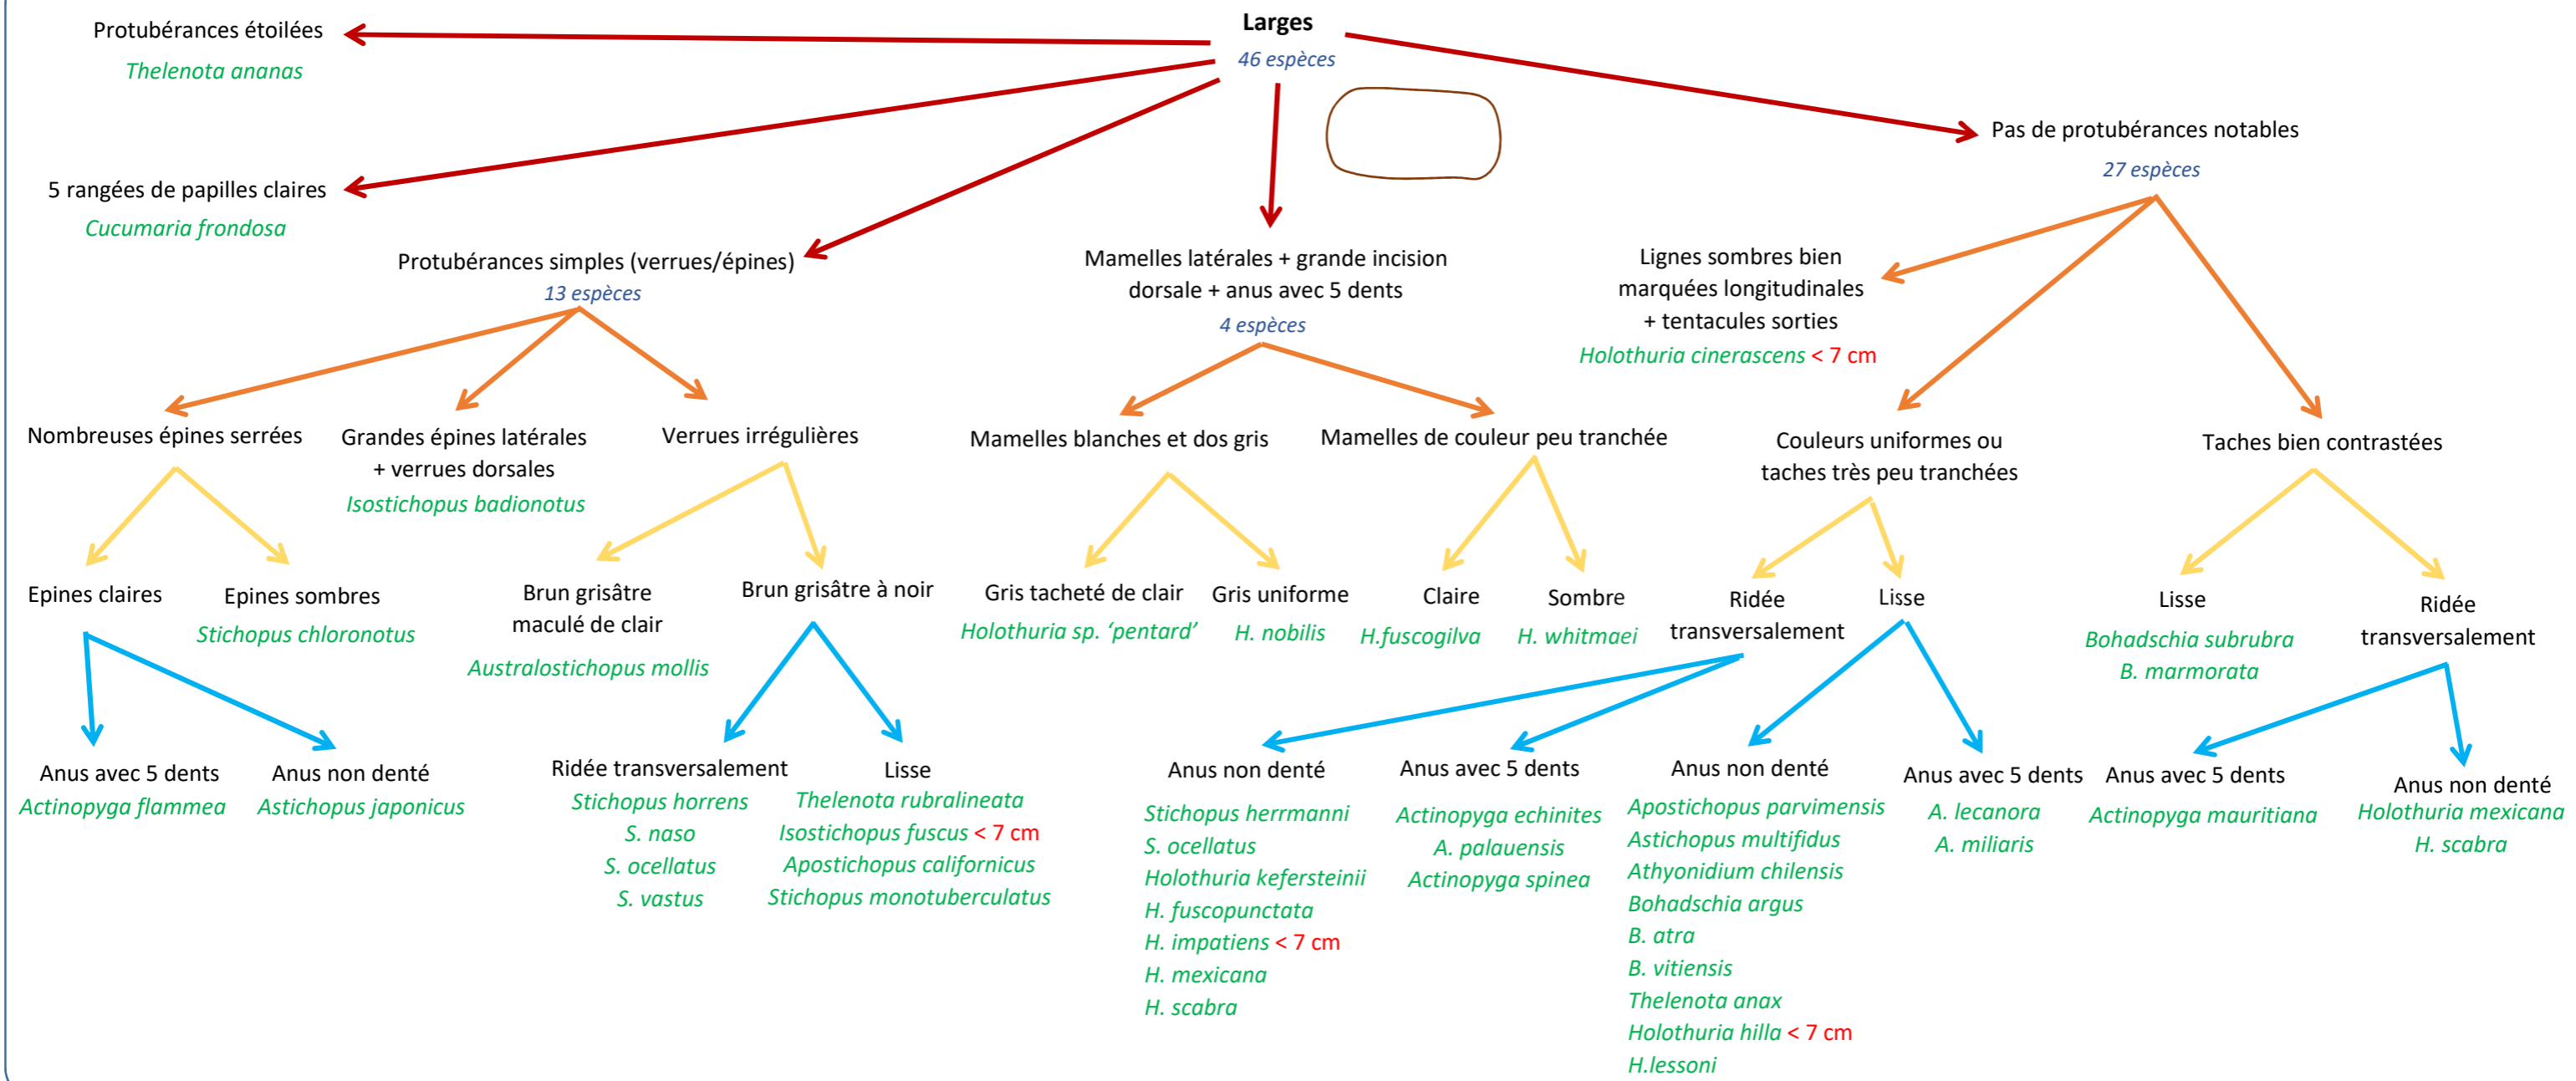 Larges
46 espèces
Protubérances étoilées
Thelenota ananas
5 rangées de papilles claires
Cucumaria frondosa
Protubérances simples (verrues/épines)
13 espèces
Mamelles latérales + grande incision
dorsale + anus avec 5 dents
4 espèces
Pas de protubérances notables
27 espèces
Lignes sombres bien
marquées longitudinales
+ tentacules sorties
Holothuria cinerascens < 7 cm
Nombreuses épines serrées
Grandes épines latérales
+ verrues dorsales
Isostichopus badionotus
Verrues irrégulières
Mamelles blanches et dos gris
Mamelles de couleur peu tranchée
Couleurs uniformes ou
taches très peu tranchées
Taches bien contrastées
Epines claires
Epines sombres
Stichopus chloronotus
Brun grisâtre
maculé de clair
Australostichopus mollis
Brun grisâtre à noir
Gris tacheté de clair
Holothuria sp. ‘pentard’
Gris uniforme
H. nobilis
Claire
H.fuscogilva
Sombre
H. whitmaei
Ridée
transversalement
Lisse
Lisse
Bohadschia subrubra
B. marmorata
Ridée
transversalement
Anus avec 5 dents
Actinopyga flammea
Anus non denté
Astichopus japonicus
Ridée transversalement
Stichopus horrens
S. naso
S. ocellatus
S. vastus
Lisse
Thelenota rubralineata
Isostichopus fuscus < 7 cm
Apostichopus californicus
Stichopus monotuberculatus
Anus non denté
Stichopus herrmanni
S. ocellatus
Holothuria kefersteinii
H. fuscopunctata
H. impatiens < 7 cm
H. mexicana
H. scabra
Anus avec 5 dents
Actinopyga echinites
A. palauensis
Actinopyga spinea
Anus non denté
Apostichopus parvimensis
Astichopus multifidus
Athyonidium chilensis
Bohadschia argus
B. atra
B. vitiensis
Thelenota anax
Holothuria hilla < 7 cm
H.lessoni
Anus avec 5 dents
A. lecanora
A. miliaris
Anus avec 5 dents
Actinopyga mauritiana
Anus non denté
Holothuria mexicana
H. scabra